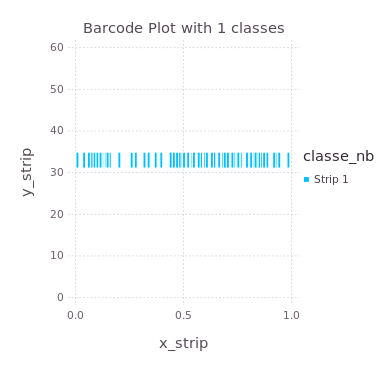 Barcode Plot with 1 classes
60
50
40
30
20
10
0
y_strip
0.0
0.5
1.0
x_strip
classe_nb
Strip 1